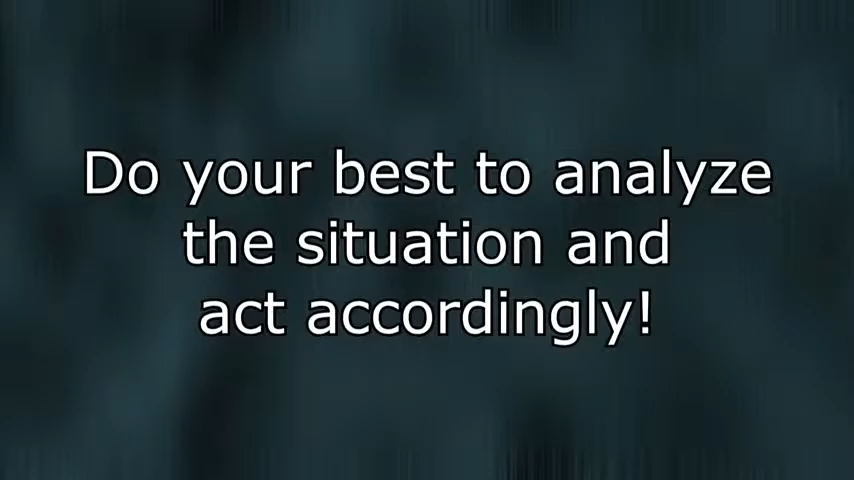 Do your best to analyze
the situation and
act accordingly!